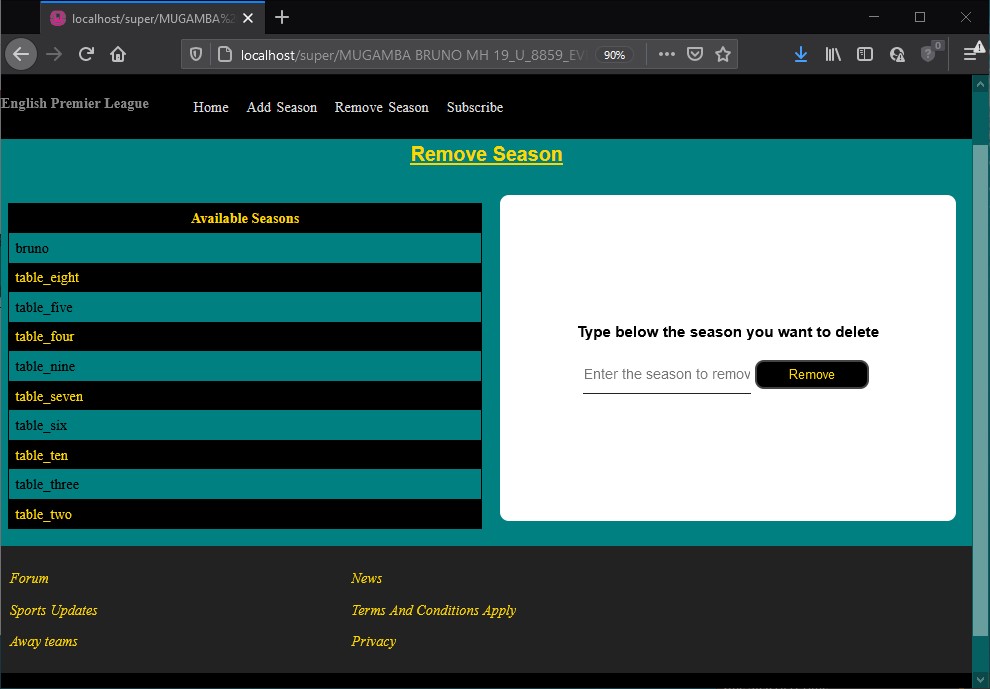 localhost/super/MUGAMBA%2
localhost/super/MUGAMBA BRUNO MH 19_U_8859_EV
90%
0
English Premier League
Home Add Season Remove Season Subscribe
Remove Season
Available Seasons
bruno
table_eight
table_five
table_four
table_nine
table_seven
table_six
table_ten
table_three
table_two
Type below the season you want to delete
Enter the season to remov
Remove
Forum
News
Sports Updates
Terms And Conditions Apply
Away teams
Privacy